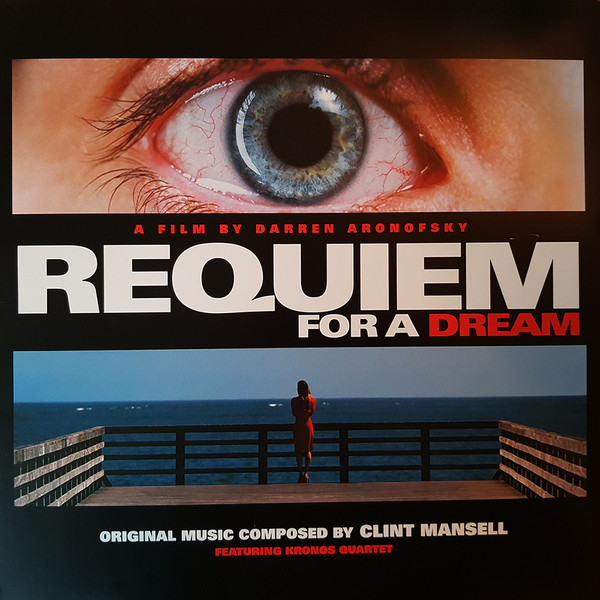 A FILM BY DARREN ARONOFSKY
REQUIEM
FOR A DREAM
ORIGINAL MUSIC COMPOSED BY CLINT MANSELL
FEATURING KRONOS QUARTET